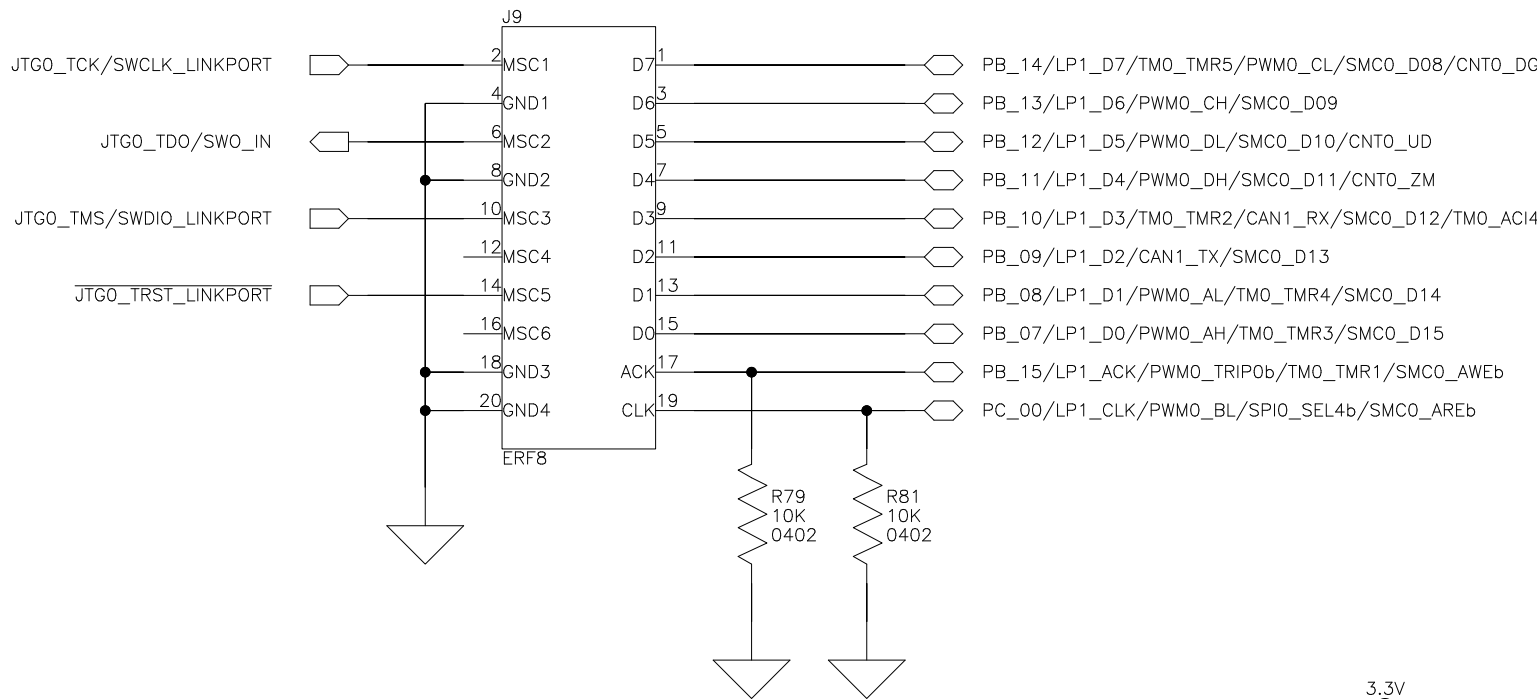 J9
JTG0_TCK/SWCLK_LINKPORT 2 MSC1 D7 1 PB_14/LP1_D7/TM0_TMR5/PWM0_CL/SMC0_D08/CNT0_DG
4 GND1 D6 3 PB_13/LP1_D6/PWM0_CH/SMC0_D09
JTG0_TDO/SWO_IN 6 MSC2 D5 5 PB_12/LP1_D5/PWM0_DL/SMC0_D10/CNT0_UD
8 GND2 D4 7 PB_11/LP1_D4/PWM0_DH/SMC0_D11/CNT0_ZM
JTG0_TMS/SWDIO_LINKPORT 10 MSC3 D3 9 PB_10/LP1_D3/TM0_TMR2/CAN1_RX/SMC0_D12/TM0_ACI4
12 MSC4 D2 11 PB_09/LP1_D2/CAN1_TX/SMC0_D13
JTG0_TRST_LINKPORT 14 MSC5 D1 13 PB_08/LP1_D1/PWM0_AL/TM0_TMR4/SMC0_D14
16 MSC6 D0 15 PB_07/LP1_D0/PWM0_AH/TM0_TMR3/SMC0_D15
18 GND3 ACK 17 PB_15/LP1_ACK/PWM0_TRIP0b/TM0_TMR1/SMC0_AWEb
20 GND4 CLK 19 PC_00/LP1_CLK/PWM0_BL/SPI0_SEL4b/SMC0_AREb
ERF8
R79 R81
10K 10K
0402 0402
3.3V